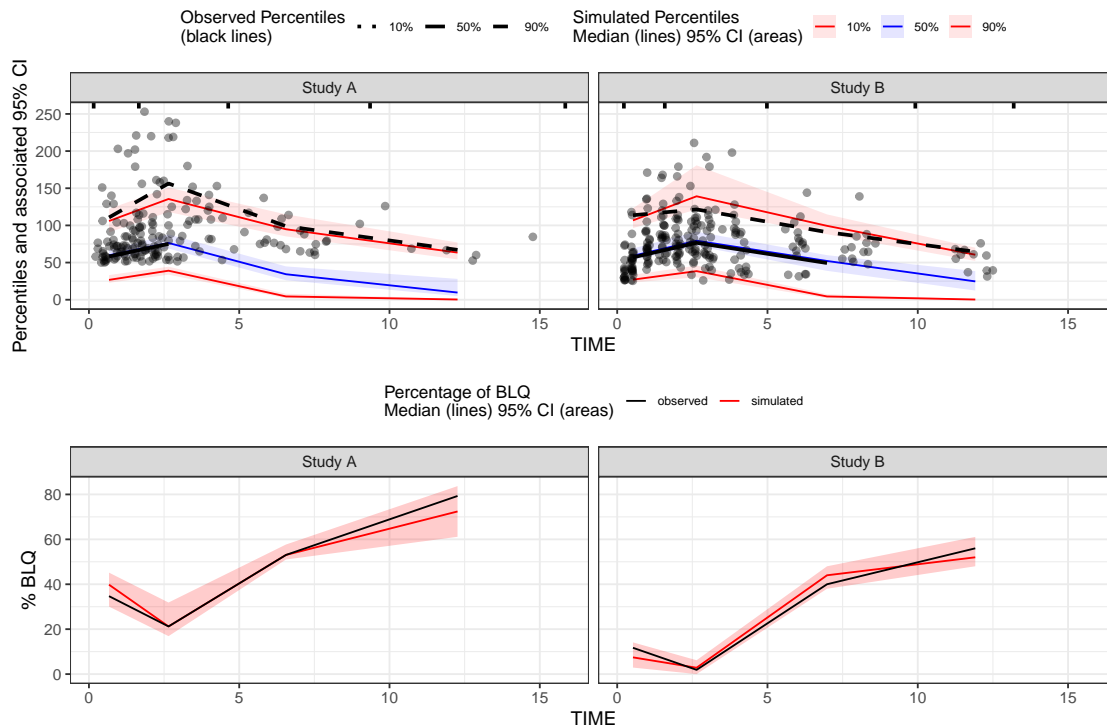 Observed Percentiles
(black lines)
10% 50% 90%
Simulated Percentiles
Median (lines) 95% CI (areas)
10% 50% 90%
Percentiles and associated 95% CI
Study A
Study B
250
200
150
100
50
0
0 5 10 15
0 5 10 15
TIME
Percentage of BLQ
Median (lines) 95% CI (areas)
observed simulated
% BLQ
Study A
Study B
80
60
40
20
0
0 5 10 15
0 5 10 15
TIME